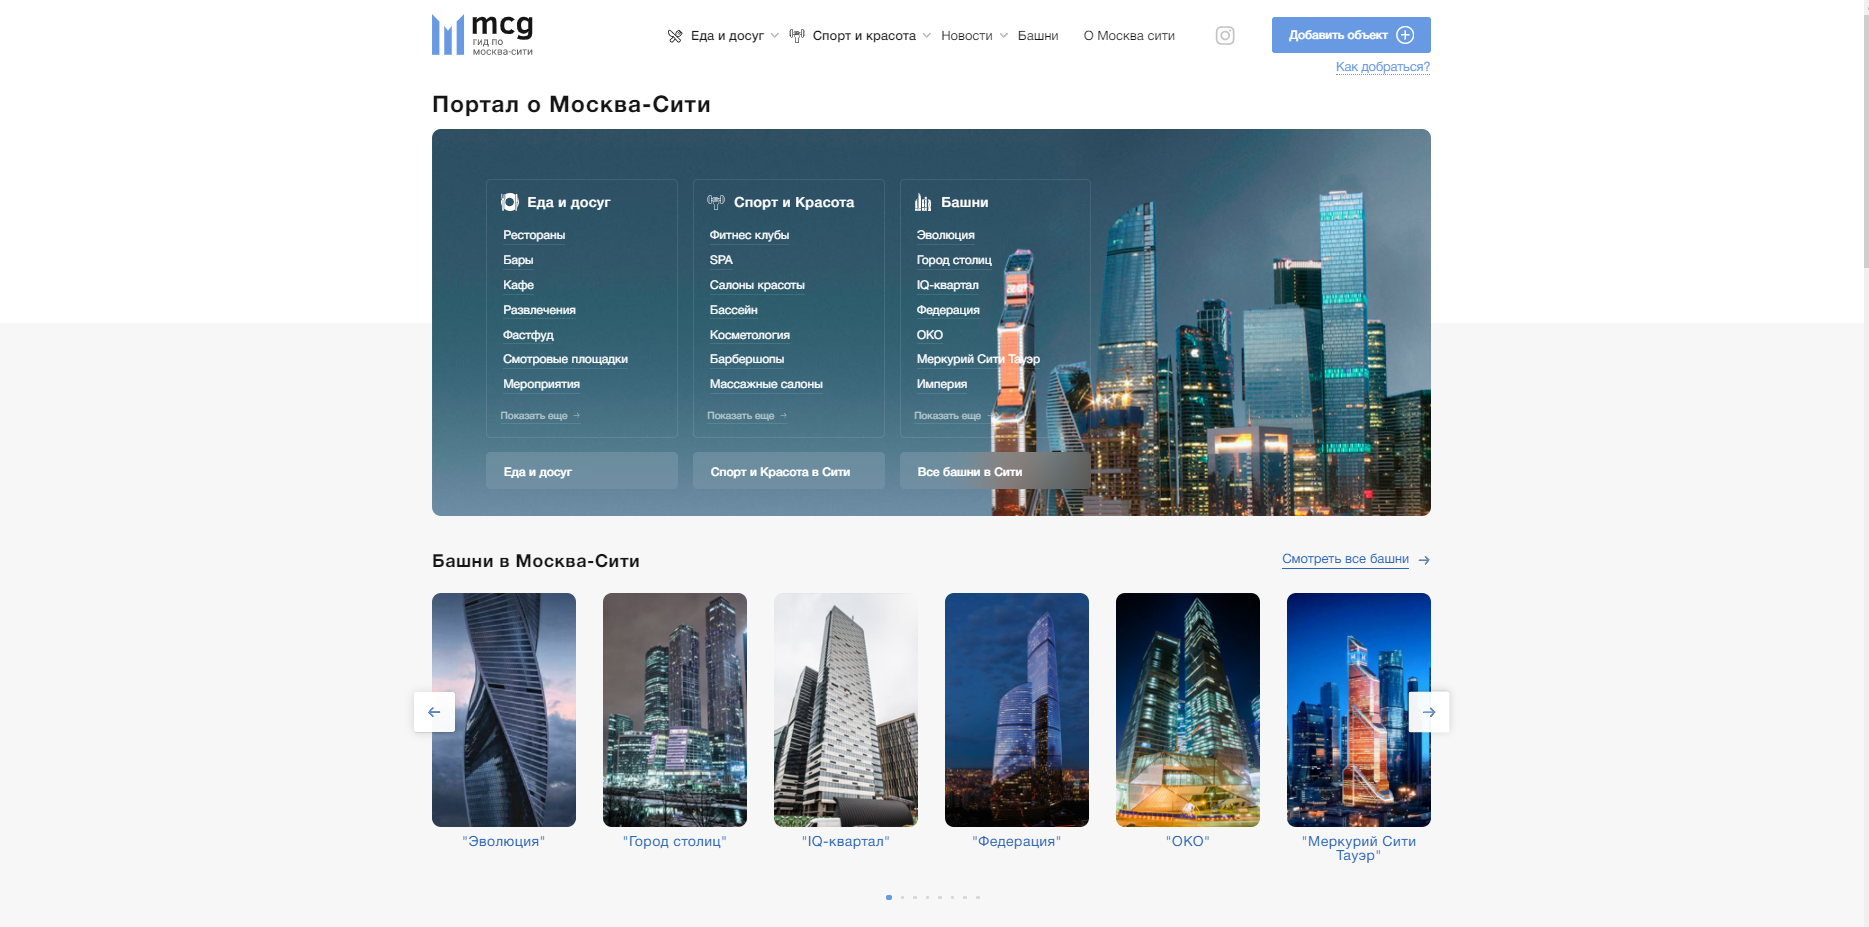 mcg
гид по
москва-сити
Еда и досуг
Спорт и красота
Новости
Башни
О Москва сити
Добавить объект
Как добраться?
Портал о Москва-Сити
Еда и досуг
Рестораны
Бары
Кафе
Развлечения
Фастфуд
Смотровые площадки
Мероприятия
Показать еще →
Еда и досуг
Спорт и Красота
Фитнес клубы
SPA
Салоны красоты
Бассейн
Косметология
Барбершопы
Массажные салоны
Показать еще →
Спорт и Красота в Сити
Башни
Эволюция
Город столиц
IQ-квартал
Федерация
ОКО
Меркурий Сити Тауэр
Империя
Показать еще →
Все башни в Сити
Башни в Москва-Сити
Смотреть все башни →
"Эволюция"
"Город столиц"
"IQ-квартал"
"Федерация"
"ОКО"
"Меркурий Сити
Тауэр"